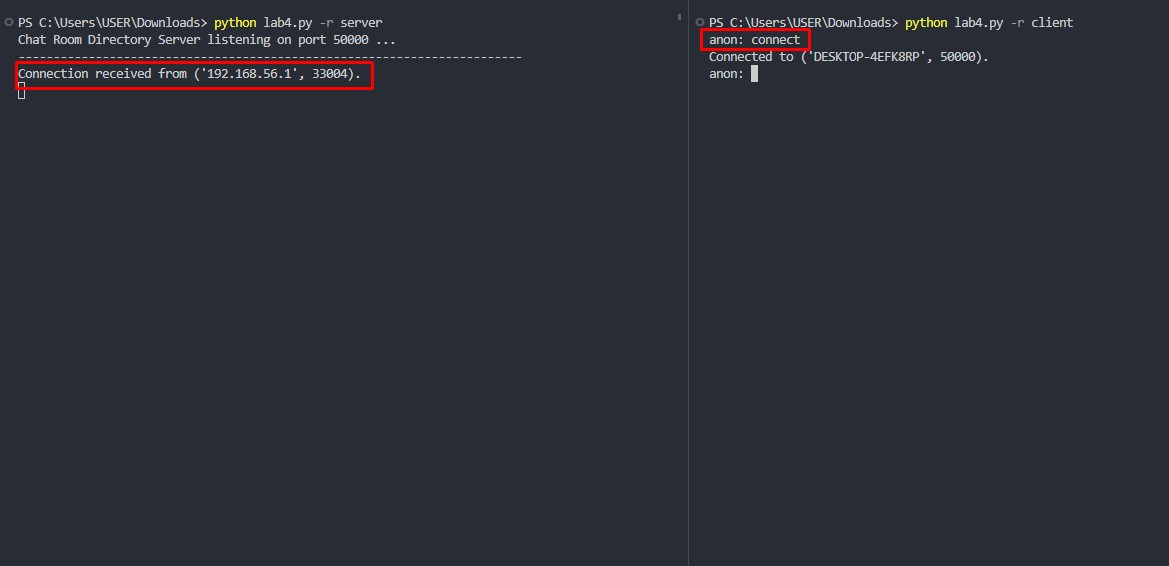 PS C:\Users\USER\Downloads> python lab4.py -r server
Chat Room Directory Server listening on port 50000 ...
------------------------------------------------------------------------
Connection received from ('192.168.56.1', 33004).
PS C:\Users\USER\Downloads> python lab4.py -r client
anon: connect
Connected to ('DESKTOP-4EFK8RP', 50000).
anon: